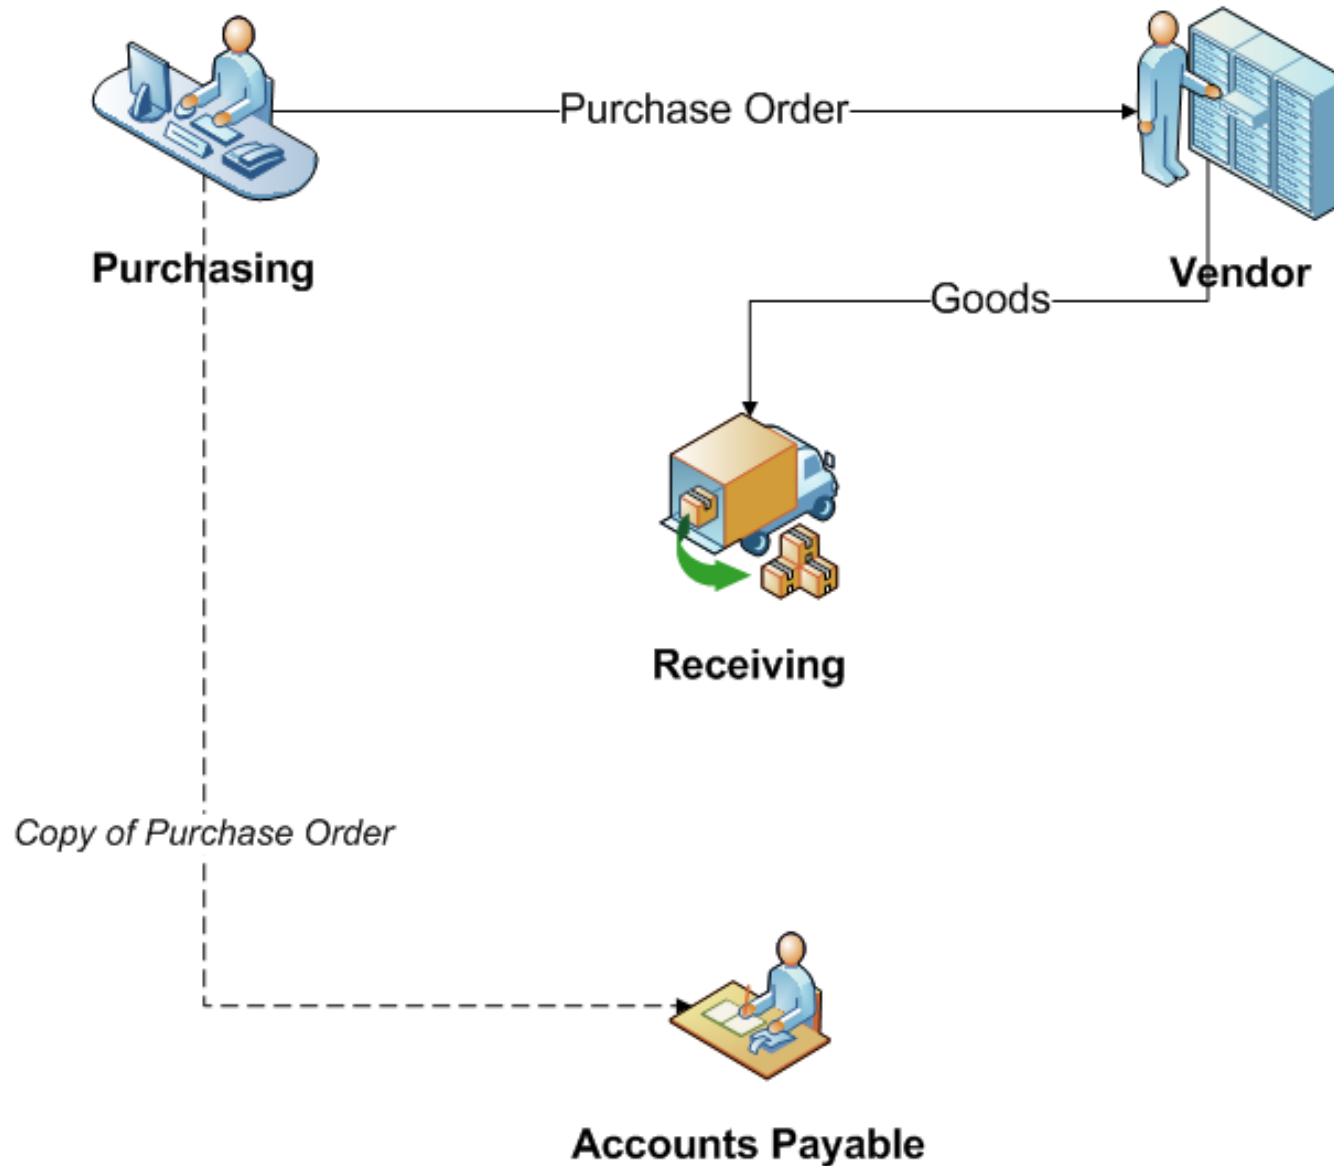 Purchase Order
Purchasing
Vendor
Goods
Receiving
Copy of Purchase Order
Accounts Payable